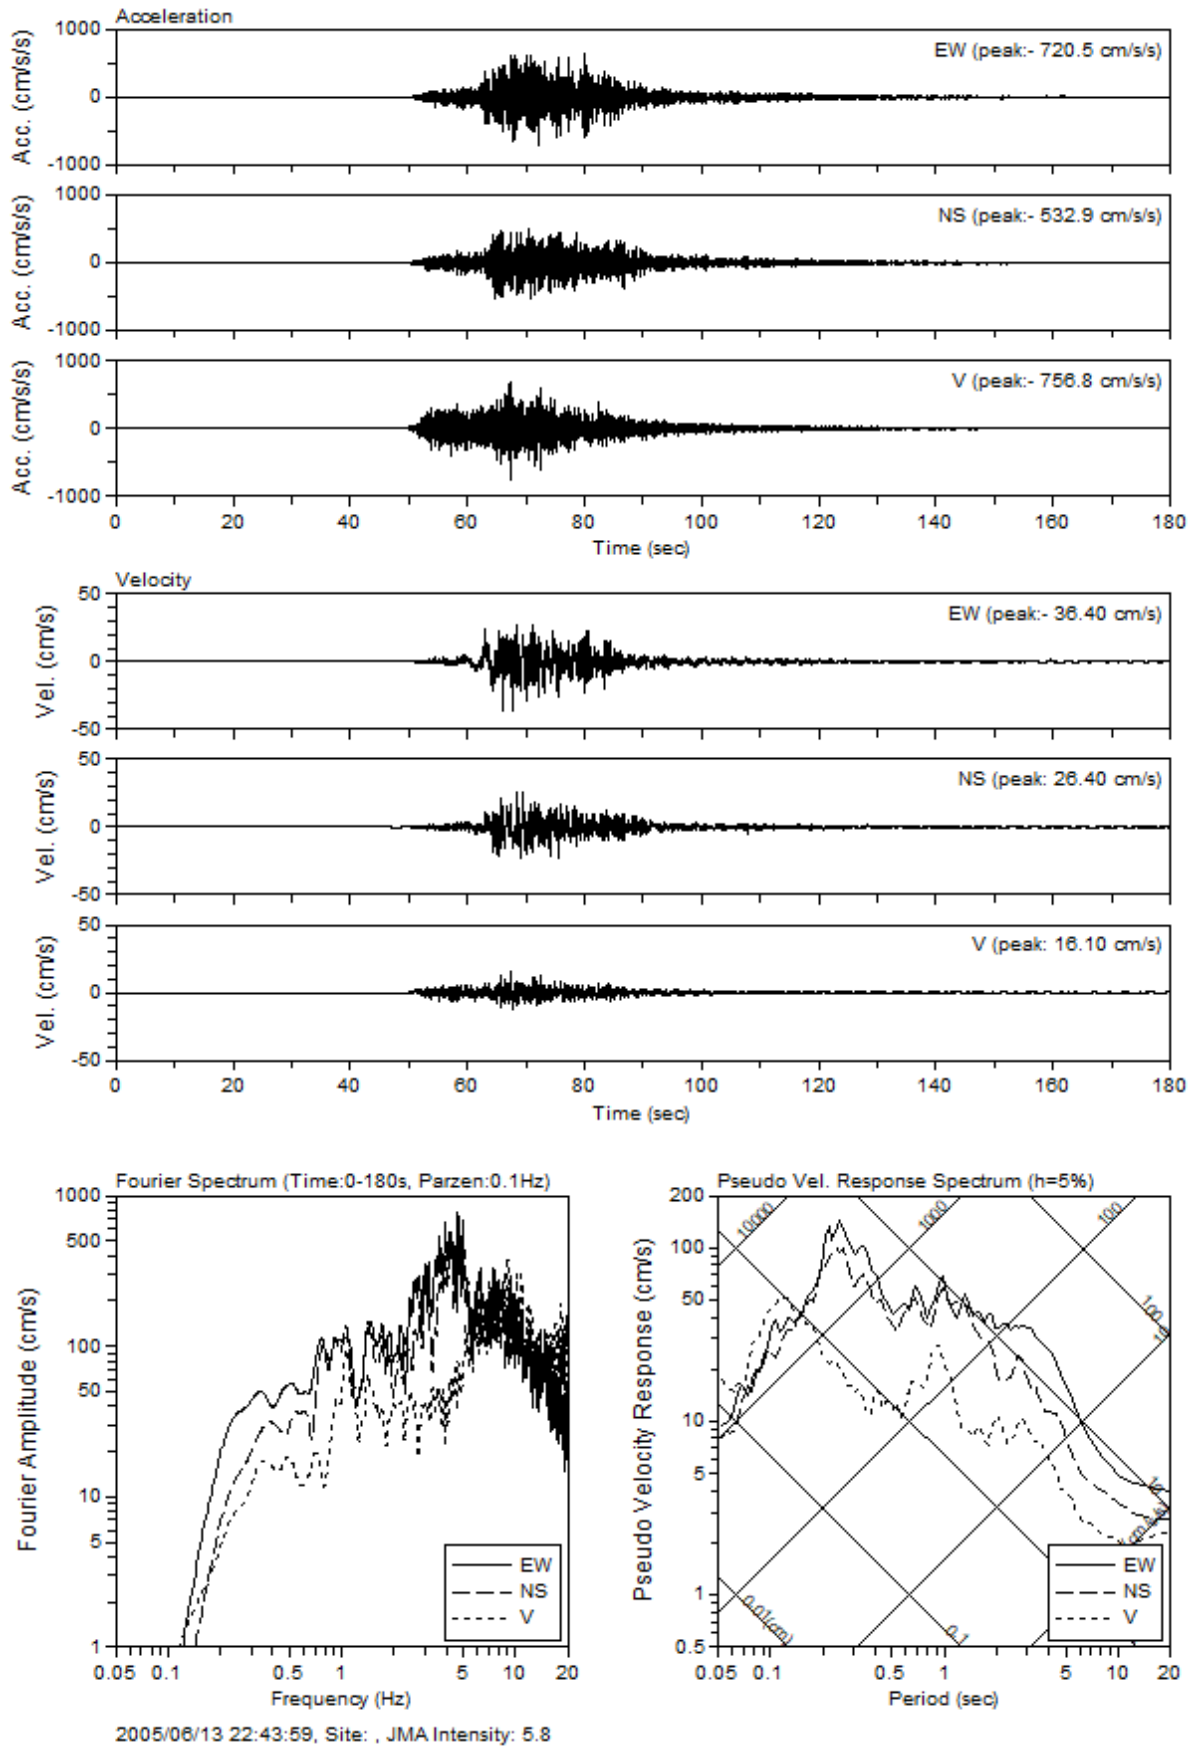 Acceleration
1000
0
-1000
Acc. (cm/s/s)
EW (peak:- 720.5 cm/s/s)
1000
0
-1000
Acc. (cm/s/s)
NS (peak:- 532.9 cm/s/s)
1000
0
-1000
Acc. (cm/s/s)
V (peak:- 756.8 cm/s/s)
0 20 40 60 80 100 120 140 160 180
Time (sec)
Velocity
50
0
-50
Vel. (cm/s)
EW (peak:- 36.40 cm/s)
50
0
-50
Vel. (cm/s)
NS (peak: 26.40 cm/s)
50
0
-50
Vel. (cm/s)
V (peak: 16.10 cm/s)
0 20 40 60 80 100 120 140 160 180
Time (sec)
Fourier Spectrum (Time:0-180s, Parzen:0.1Hz)
1000
500
100
50
10
5
1
Fourier Amplitude (cm/s)
EW
NS
V
0.05 0.1 0.5 1 5 10 20
Frequency (Hz)
Pseudo Vel. Response Spectrum (h=5%)
200
100
50
10
5
1
0.5
Pseudo Velocity Response (cm/s)
10000
1000
100
100
10
10
(cm/s/s)
0.01(cm)
0.1
EW
NS
V
0.05 0.1 0.5 1 5 10 20
Period (sec)
2005/06/13 22:43:59, Site: , JMA Intensity: 5.8